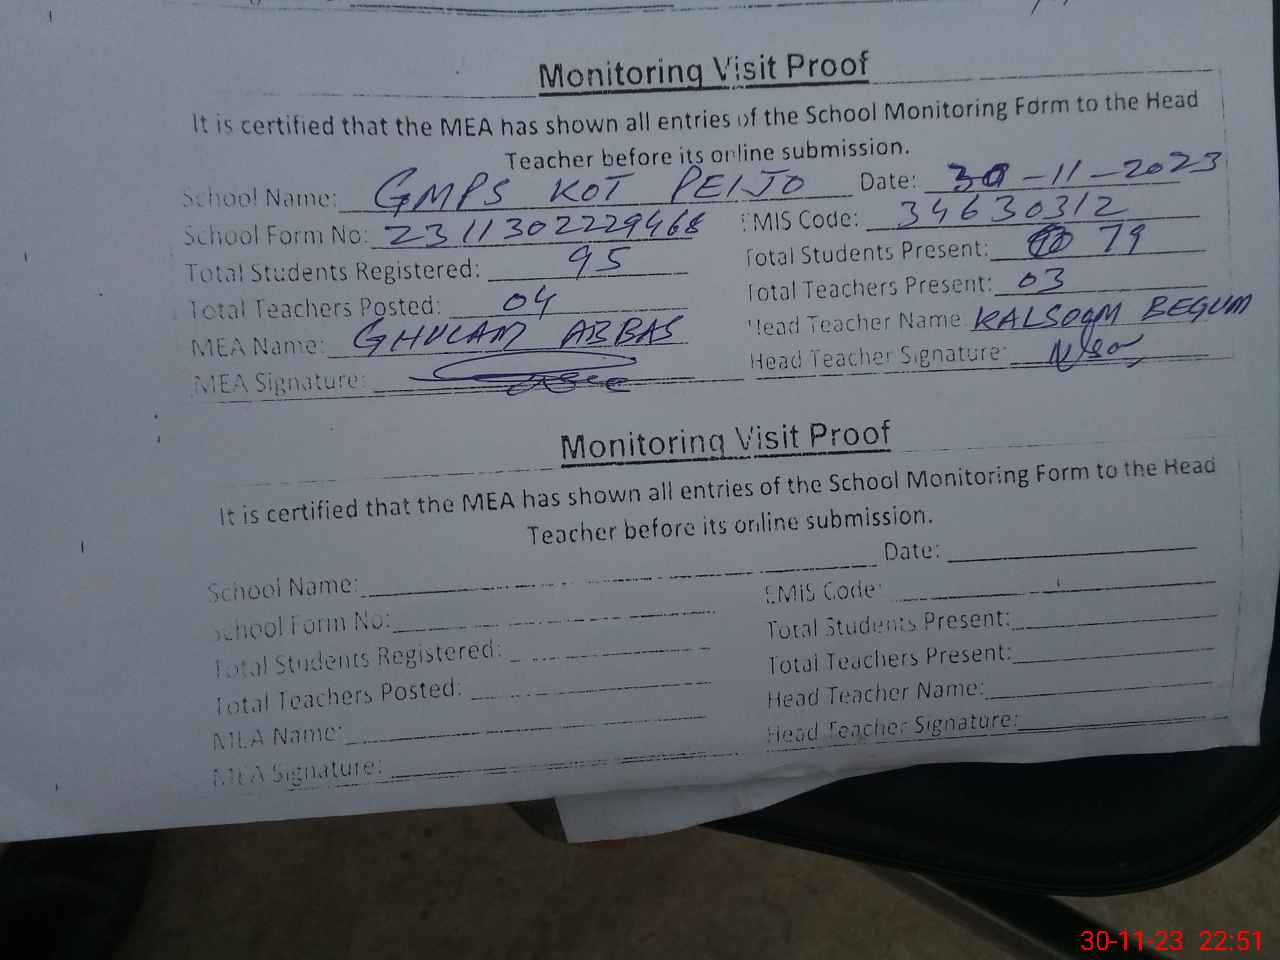 Monitoring Visit Proof
It is certified that the MEA has shown all entries of the School Monitoring Form to the Head
Teacher before its online submission.
School Name: GMPS KOT PEIJO Date: 30-11-2023
School Form No: 2311302229468 EMIS Code: 34630312
Total Students Registered: 95 Total Students Present: 79
Total Teachers Posted: 04 Total Teachers Present: 03
MEA Name: GHULAM ABBAS Head Teacher Name KALSOOM BEGUM
MEA Signature: Head Teacher Signature:
Monitoring Visit Proof
It is certified that the MEA has shown all entries of the School Monitoring Form to the Head
Teacher before its online submission.
School Name: Date:
School Form No: EMIS Code:
Total Students Registered: Total Students Present:
Total Teachers Posted: Total Teachers Present:
MEA Name: Head Teacher Name:
MEA Signature: Head Teacher Signature:
30-11-23 22:51